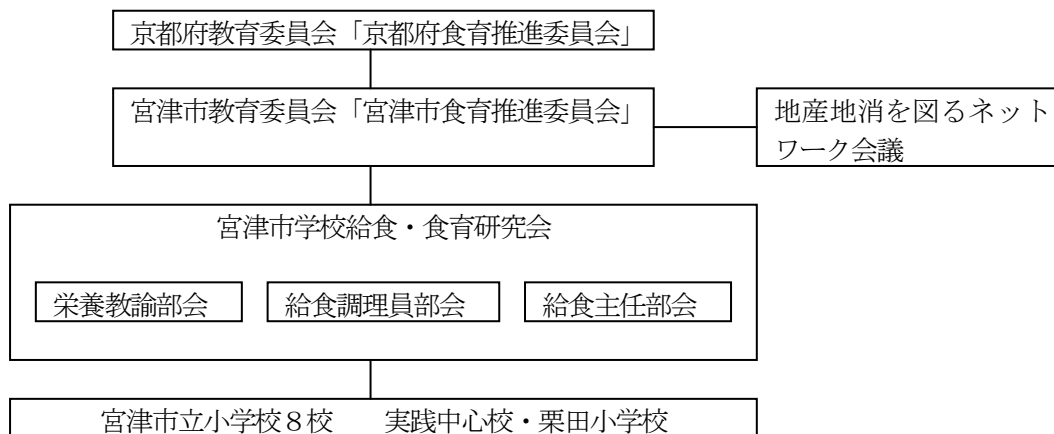 京都府教育委員会「京都府食育推進委員会」
宮津市教育委員会「宮津市食育推進委員会」
地産地消を図るネット
ワーク会議
宮津市学校給食・食育研究会
栄養教諭部会
給食調理員部会
給食主任部会
宮津市立小学校８校　　実践中心校・栗田小学校